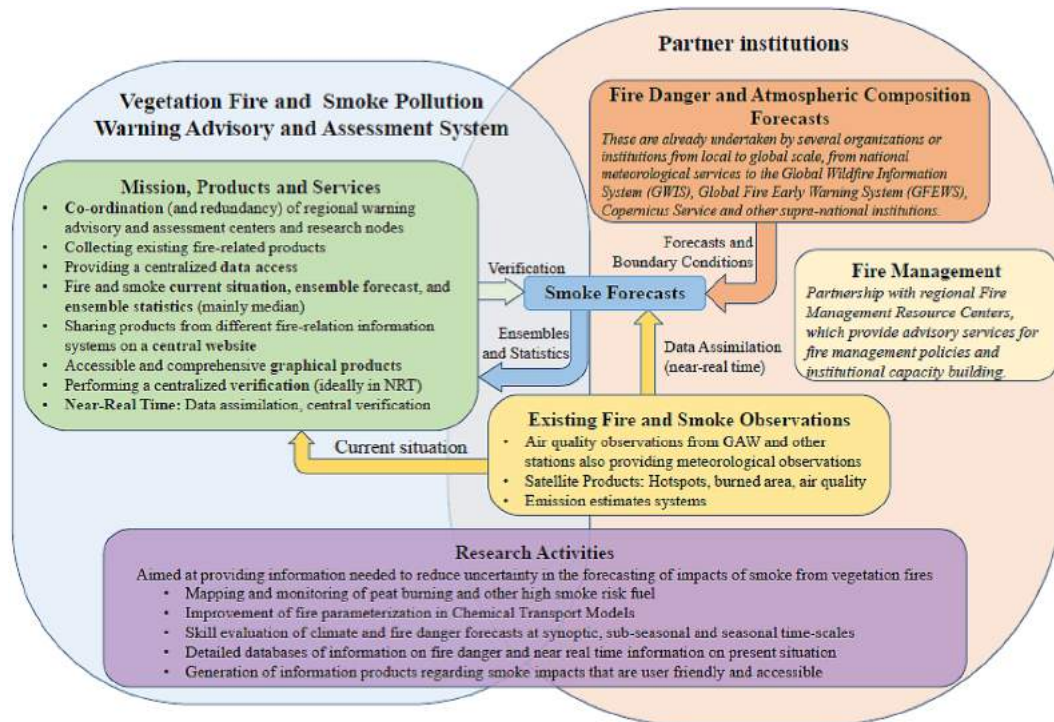 Partner institutions
Vegetation Fire and Smoke Pollution
Warning Advisory and Assessment System
Fire Danger and Atmospheric Composition
Forecasts
These are already undertaken by several organizations or
institutions from local to global scale, from national
meteorological services to the Global Wildfire Information
System (GWIS), Global Fire Early Warning System (GFEWS),
Copernicus Service and other supra-national institutions.
Mission, Products and Services
• Co-ordination (and redundancy) of regional warning
advisory and assessment centers and research nodes
• Collecting existing fire-related products
• Providing a centralized data access
• Fire and smoke current situation, ensemble forecast, and
ensemble statistics (mainly median)
• Sharing products from different fire-relation information
systems on a central website
• Accessible and comprehensive graphical products
• Performing a centralized verification (ideally in NRT)
• Near-Real Time: Data assimilation, central verification
Verification
Smoke Forecasts
Forecasts and
Boundary Conditions
Ensembles
and Statistics
Data Assimilation
(near-real time)
Fire Management
Partnership with regional Fire
Management Resource Centers,
which provide advisory services for
fire management policies and
institutional capacity building.
Current situation
Existing Fire and Smoke Observations
• Air quality observations from GAW and other
stations also providing meteorological observations
• Satellite Products: Hotspots, burned area, air quality
• Emission estimates systems
Research Activities
Aimed at providing information needed to reduce uncertainty in the forecasting of impacts of smoke from vegetation fires
• Mapping and monitoring of peat burning and other high smoke risk fuel
• Improvement of fire parameterization in Chemical Transport Models
• Skill evaluation of climate and fire danger forecasts at synoptic, sub-seasonal and seasonal time-scales
• Detailed databases of information on fire danger and near real time information on present situation
• Generation of information products regarding smoke impacts that are user friendly and accessible